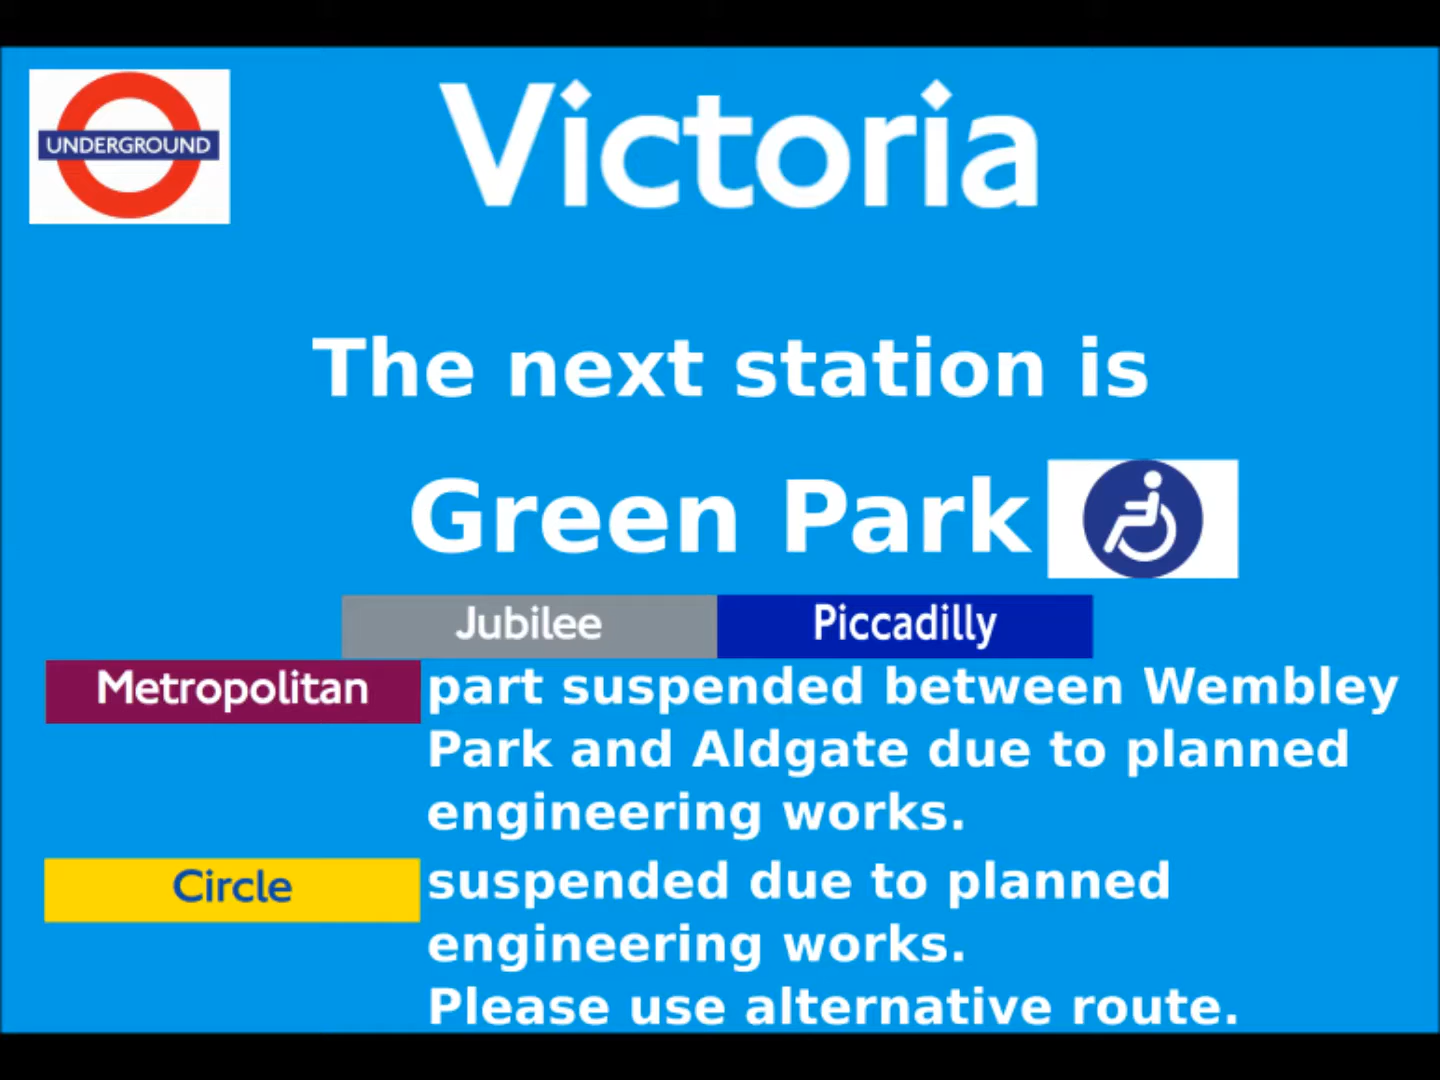 UNDERGROUND
Victoria
The next station is
Green Park
Jubilee Piccadilly
Metropolitan part suspended between Wembley
Park and Aldgate due to planned
engineering works.
Circle suspended due to planned
engineering works.
Please use alternative route.